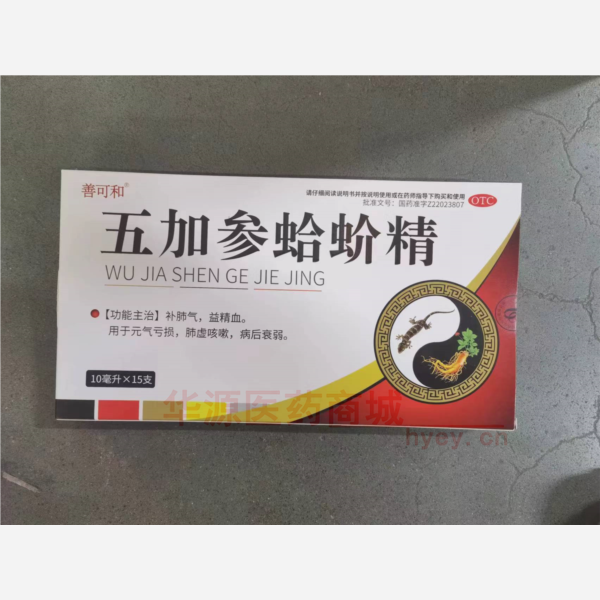 善可和®
请仔细阅读说明书并按说明使用或在药师指导下购买和使用
批准文号：国药准字Z22023807
OTC
五加参蛤蚧精
WU JIA SHEN GE JIE JING
【功能主治】补肺气，益精血。
用于元气亏损，肺虚咳嗽，病后衰弱。
10毫升×15支
华源医药商城
hyey.cn